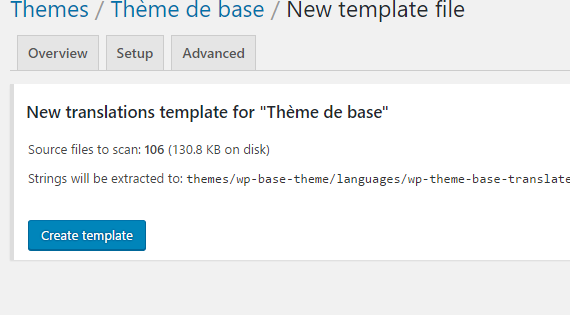 Themes / Thème de base / New template file
Overview Setup Advanced
New translations template for "Thème de base"
Source files to scan: 106 (130.8 KB on disk)
Strings will be extracted to: themes/wp-base-theme/languages/wp-theme-base-translate
Create template